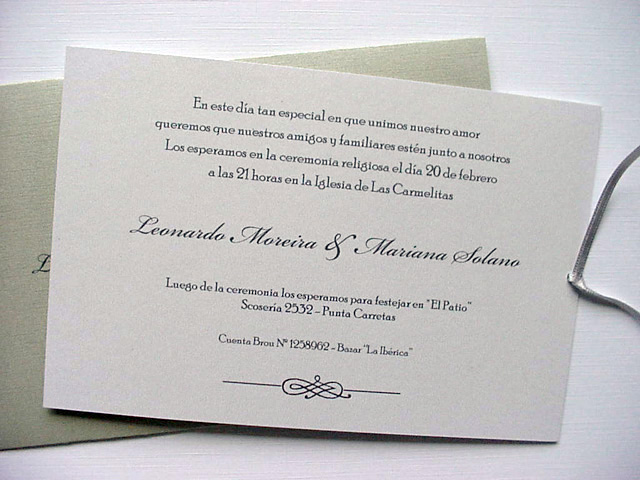 En este día tan especial en que unimos nuestro amor
queremos que nuestros amigos y familiares estén junto a nosotros
Los esperamos en la ceremonia religiosa el día 20 de febrero
a las 21 horas en la Iglesia de Las Carmelitas
Leonardo Moreira & Mariana Solano
Luego de la ceremonia los esperamos para festejar en "El Patio"
Scosería 2532 - Punta Carretas
Cuenta Brou Nº 1258962 - Bazar "La Ibérica"
L